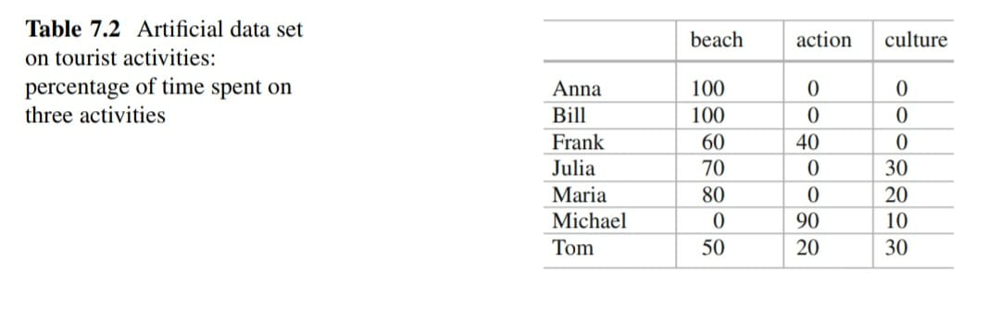 Table 7.2 Artificial data set
on tourist activities:
percentage of time spent on
three activities
beach action culture
Anna 100 0 0
Bill 100 0 0
Frank 60 40 0
Julia 70 0 30
Maria 80 0 20
Michael 0 90 10
Tom 50 20 30